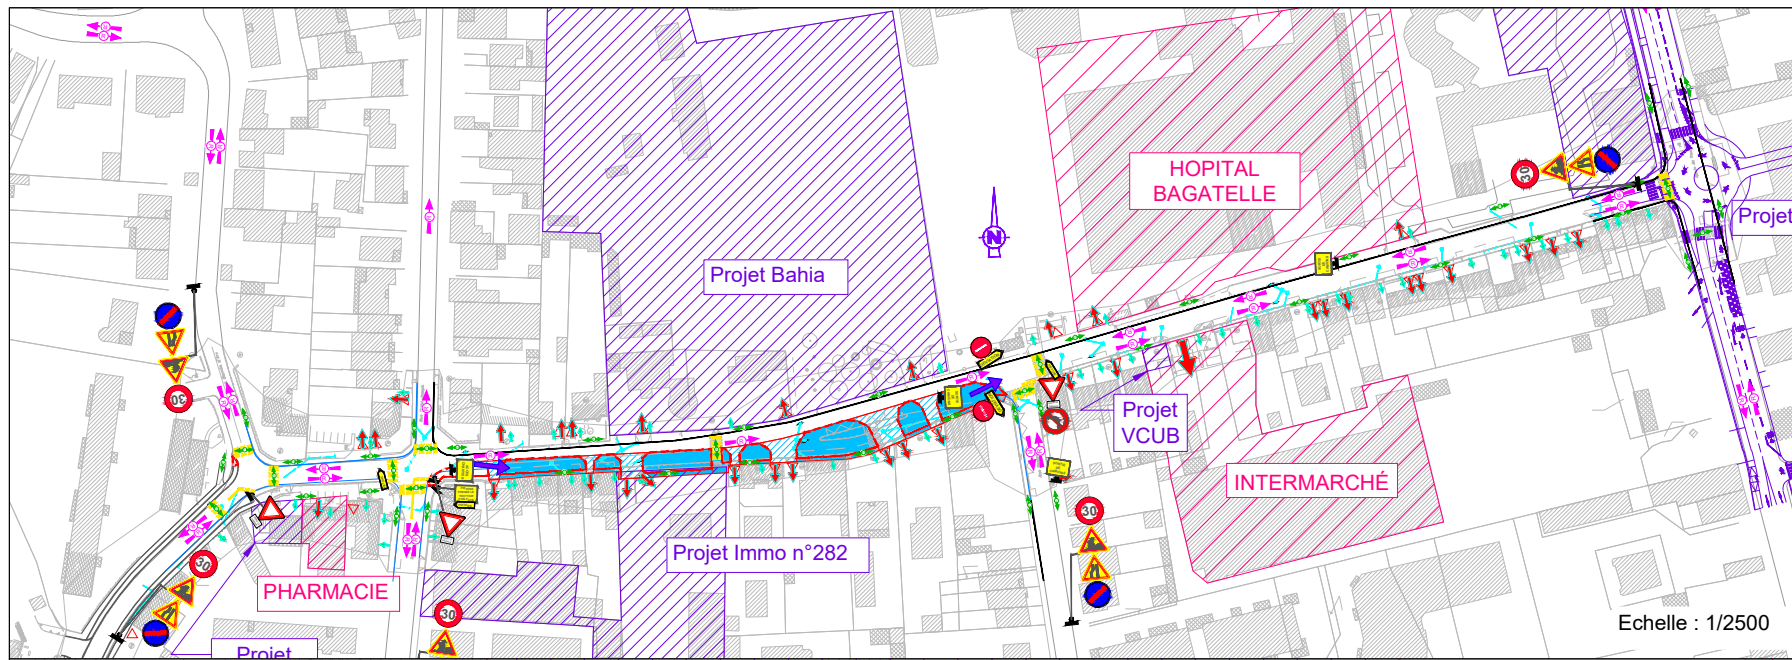 HOPITAL
BAGATELLE
30
Projet
N
Projet Bahia
30
Projet
VCUB
INTERMARCHÉ
30
30
Projet Immo n°282
PHARMACIE
30
Projet
Echelle : 1/2500